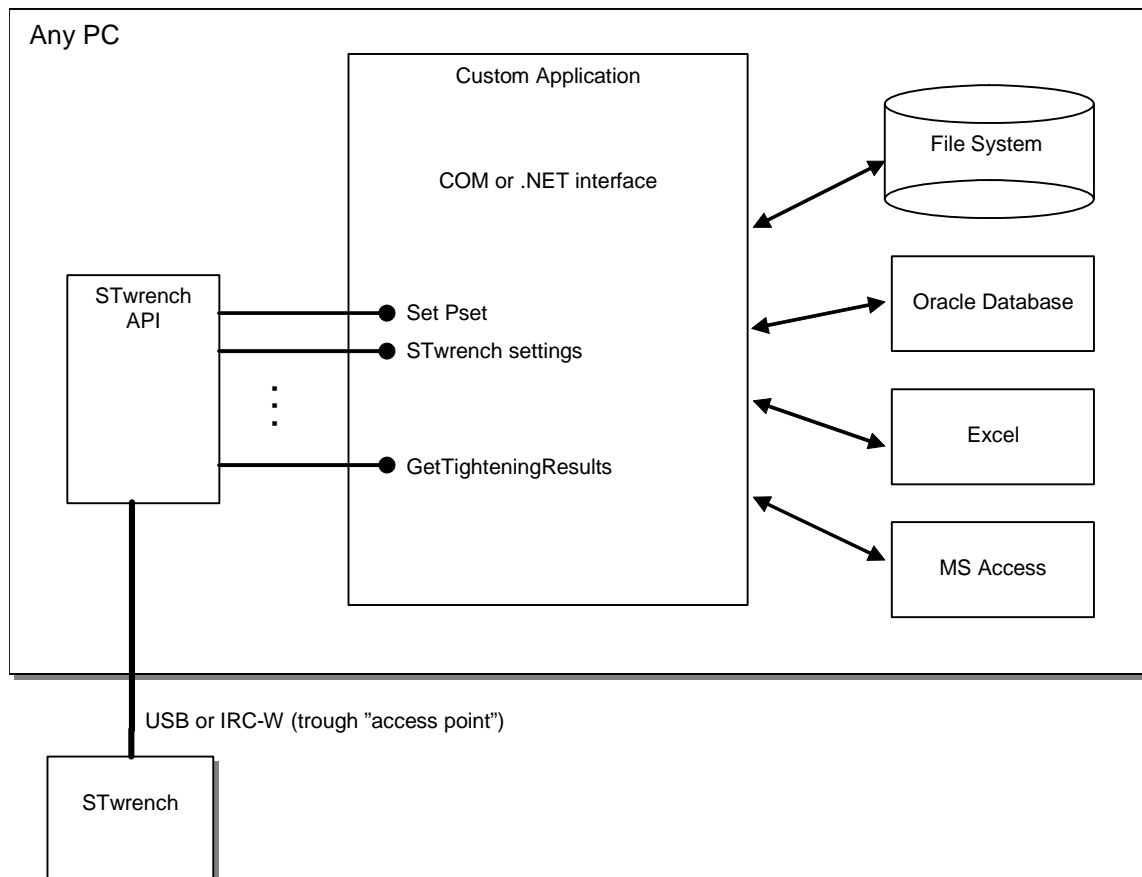 Any PC
Custom Application
COM or .NET interface
File System
STwrench
API
Set Pset
STwrench settings
GetTighteningResults
Oracle Database
Excel
MS Access
USB or IRC-W (trough ”access point”)
STwrench